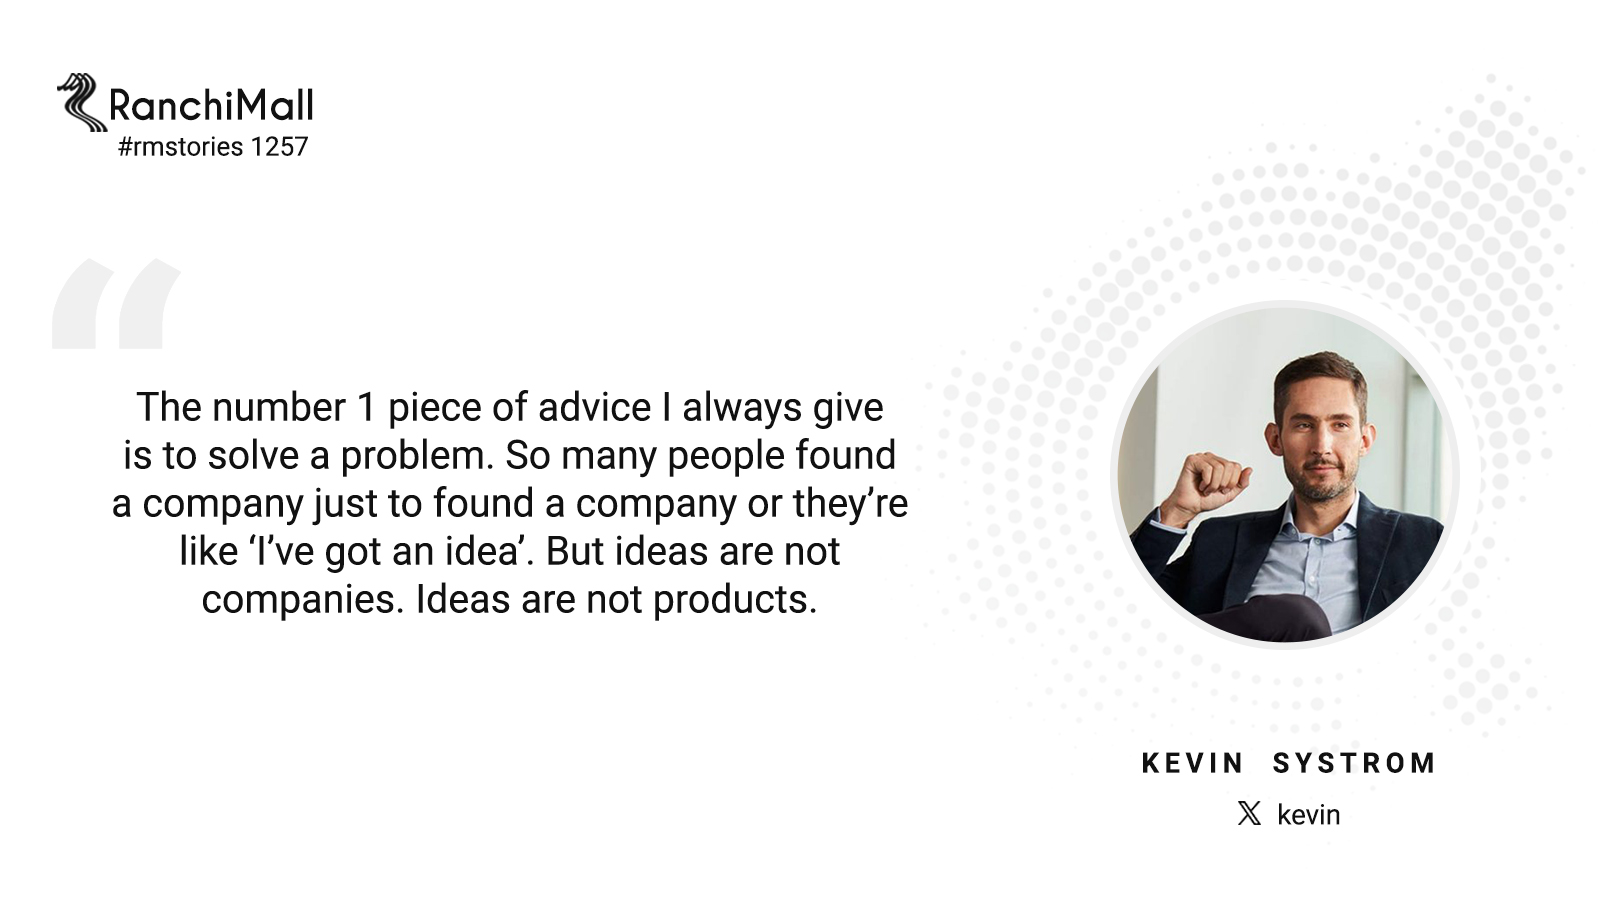 RanchiMall
#rmstories 1257
“
The number 1 piece of advice I always give
is to solve a problem. So many people found
a company just to found a company or they’re
like ‘I’ve got an idea’. But ideas are not
companies. Ideas are not products.
KEVIN SYSTROM
X kevin